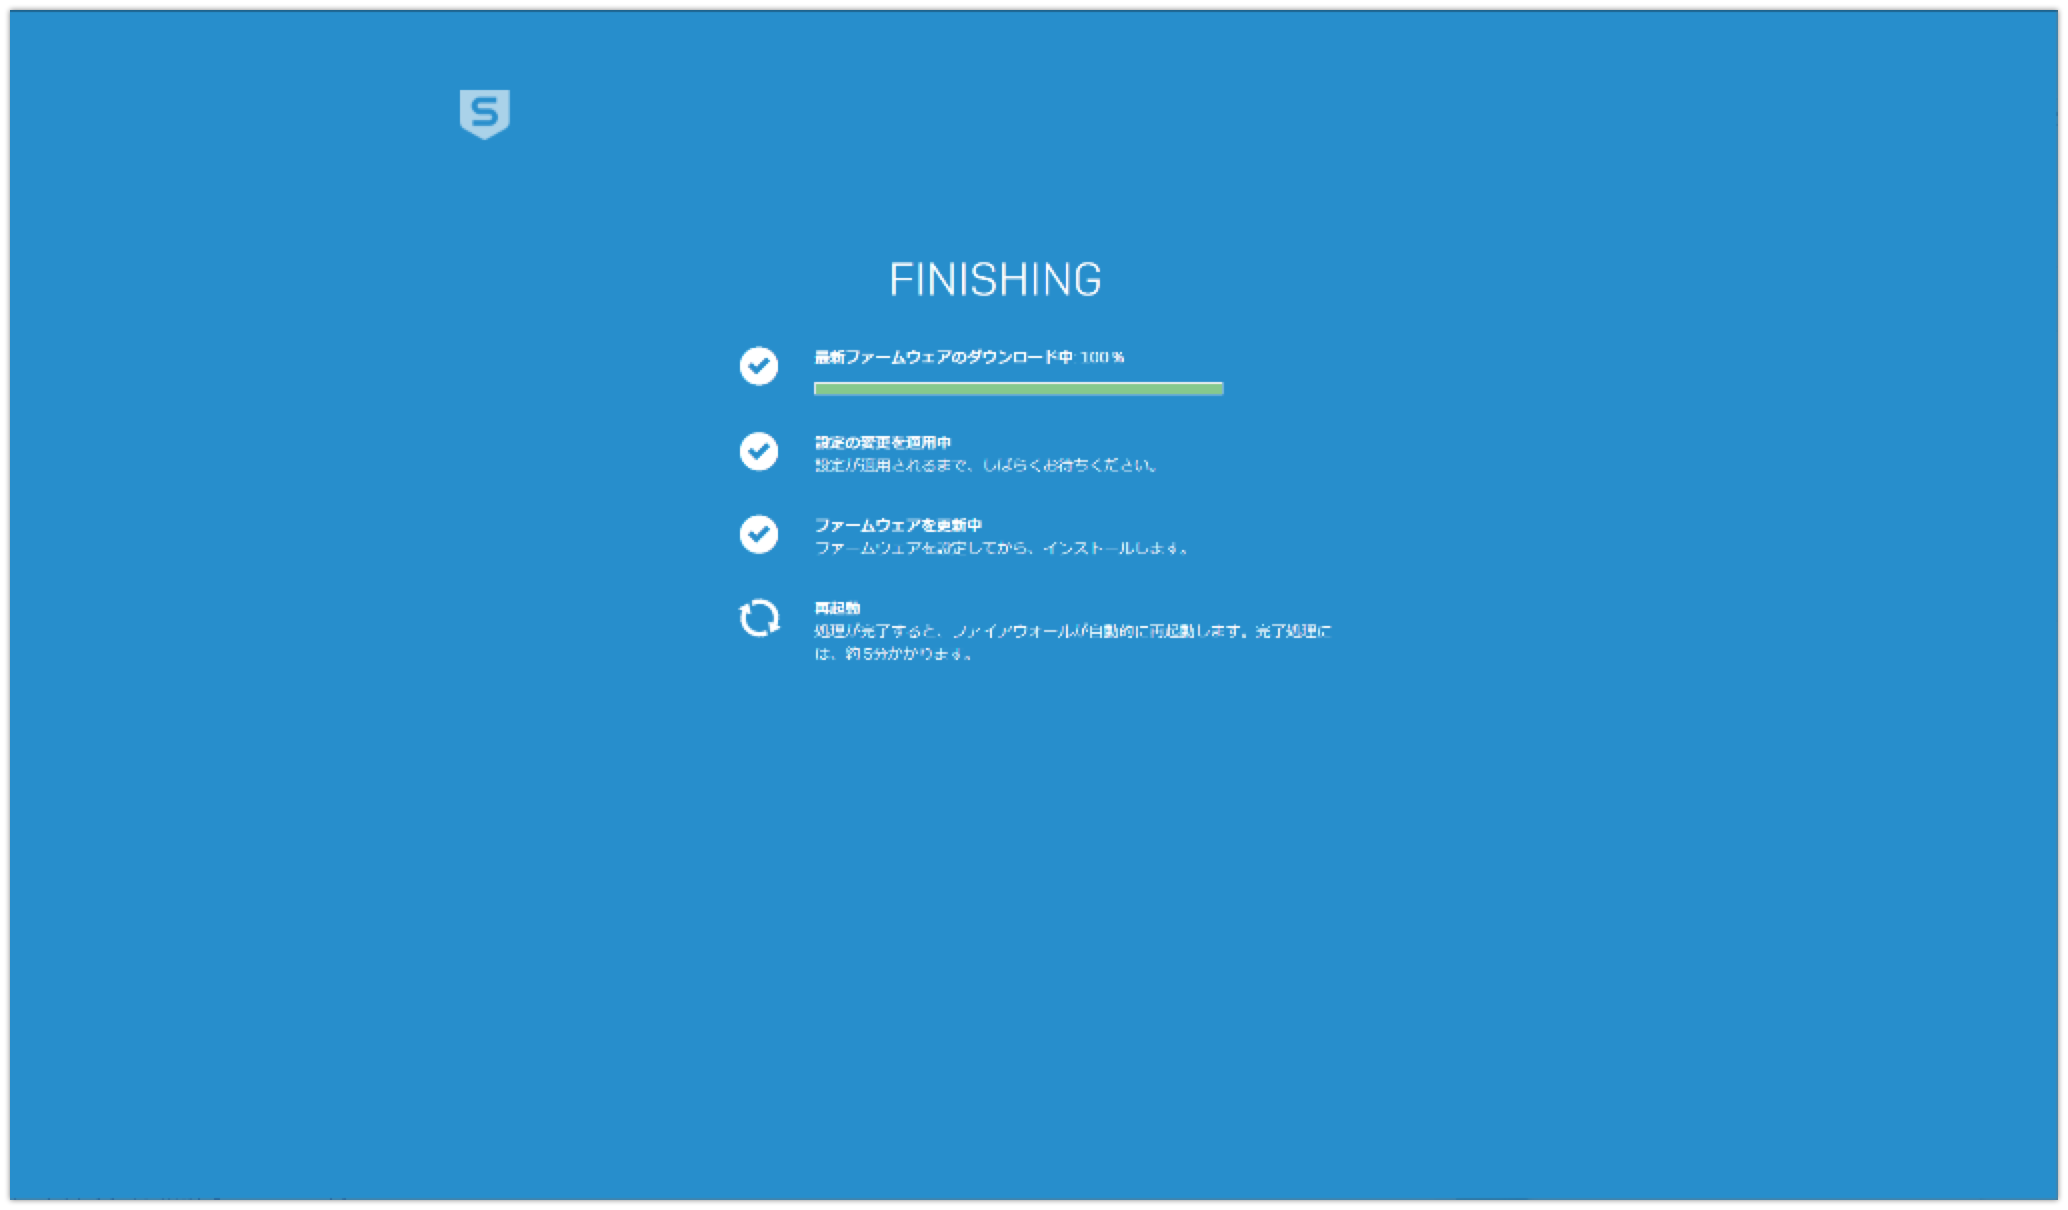 S
FINISHING
最新ファームウェアのダウンロード中: 100 %
設定の変更を適用中
設定が適用されるまで、しばらくお待ちください。
ファームウェアを更新中
ファームウェアを設定してから、インストールします。
再起動
処理が完了すると、ファイアウォールが自動的に再起動します。完了処理に
は、約 5分かかります。